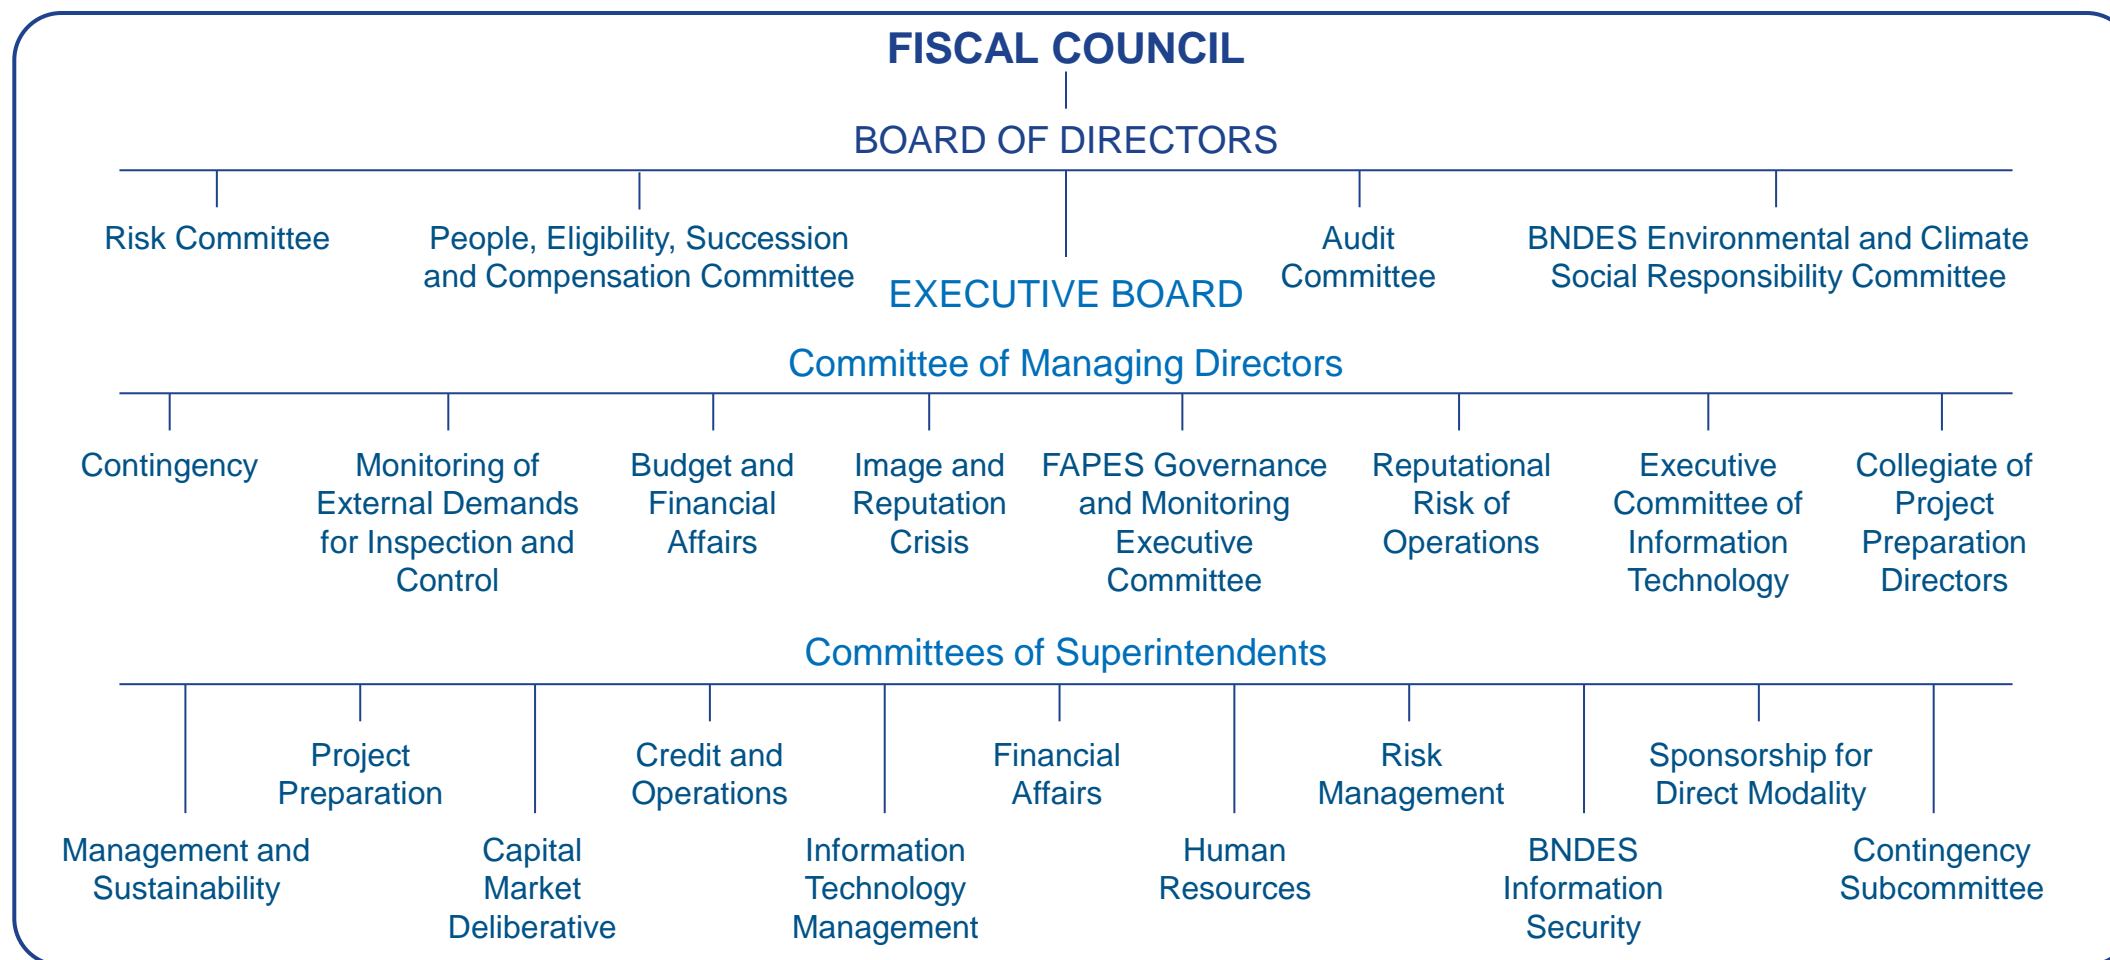 FISCAL COUNCIL
BOARD OF DIRECTORS
Risk Committee
People, Eligibility, Succession
and Compensation Committee
EXECUTIVE BOARD
Audit
Committee
BNDES Environmental and Climate
Social Responsibility Committee
Committee of Managing Directors
Contingency
Monitoring of
External Demands
for Inspection and
Control
Budget and
Financial
Affairs
Image and
Reputation
Crisis
FAPES Governance
and Monitoring
Executive
Committee
Reputational
Risk of
Operations
Executive
Committee of
Information
Technology
Collegiate of
Project
Preparation
Directors
Committees of Superintendents
Management and
Sustainability
Project
Preparation
Capital
Market
Deliberative
Credit and
Operations
Information
Technology
Management
Financial
Affairs
Human
Resources
Risk
Management
BNDES
Information
Security
Sponsorship for
Direct Modality
Contingency
Subcommittee